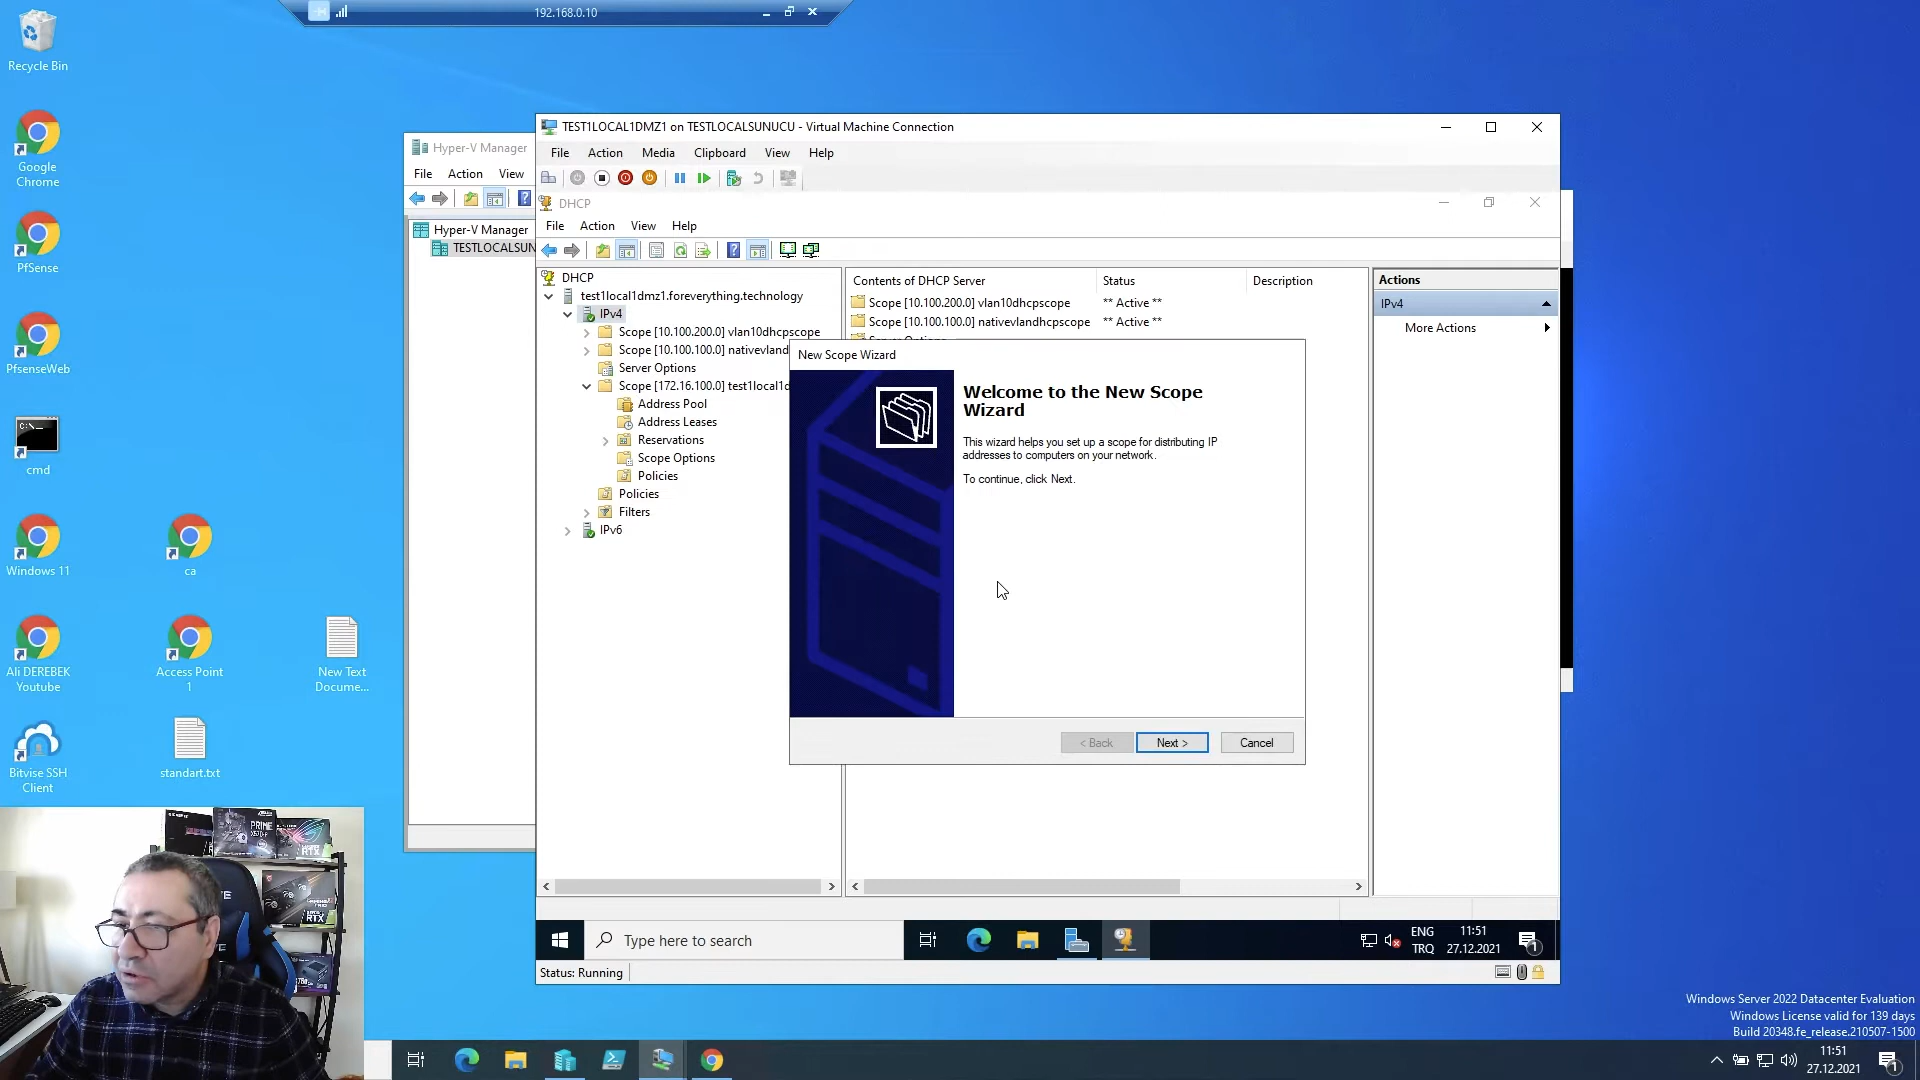 192.168.0.10
Recycle Bin
Google
Chrome
PfSense
PfsenseWeb
cmd
Windows 11
ca
Ali DEREBEK
Youtube
Access Point
1
New Text
Docume...
Bitvise SSH
Client
standart.txt
Hyper-V Manager
File Action View
Hyper-V Manager
TESTLOCALSUN
TEST1LOCAL1DMZ1 on TESTLOCALSUNUCU - Virtual Machine Connection
File Action Media Clipboard View Help
DHCP
File Action View Help
DHCP
test1local1dmz1.foreverything.technology
IPv4
Scope [10.100.200.0] vlan10dhcpscope
Scope [10.100.100.0] nativevland
Server Options
Scope [172.16.100.0] test1local1d
Address Pool
Address Leases
Reservations
Scope Options
Policies
Policies
Filters
IPv6
Contents of DHCP Server Status Description
Scope [10.100.200.0] vlan10dhcpscope ** Active **
Scope [10.100.100.0] nativevlandhcpscope ** Active **
Actions
IPv4
More Actions
New Scope Wizard
Welcome to the New Scope
Wizard
This wizard helps you set up a scope for distributing IP
addresses to computers on your network.
To continue, click Next.
< Back Next > Cancel
Type here to search
ENG
TRQ
11:51
27.12.2021
1
Status: Running
PRIME
RTX
RTX
Windows Server 2022 Datacenter Evaluation
Windows License valid for 139 days
Build 20348.fe_release.210507-1500
11:51
27.12.2021
1